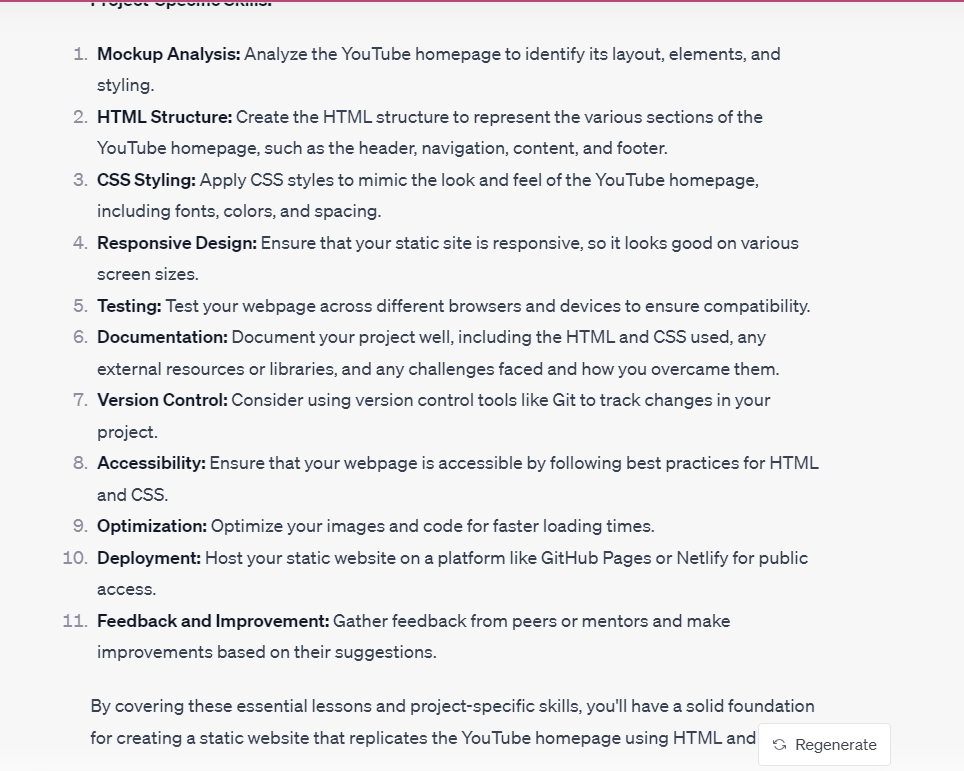 Project-Specific Skills:
1. Mockup Analysis: Analyze the YouTube homepage to identify its layout, elements, and
styling.
2. HTML Structure: Create the HTML structure to represent the various sections of the
YouTube homepage, such as the header, navigation, content, and footer.
3. CSS Styling: Apply CSS styles to mimic the look and feel of the YouTube homepage,
including fonts, colors, and spacing.
4. Responsive Design: Ensure that your static site is responsive, so it looks good on various
screen sizes.
5. Testing: Test your webpage across different browsers and devices to ensure compatibility.
6. Documentation: Document your project well, including the HTML and CSS used, any
external resources or libraries, and any challenges faced and how you overcame them.
7. Version Control: Consider using version control tools like Git to track changes in your
project.
8. Accessibility: Ensure that your webpage is accessible by following best practices for HTML
and CSS.
9. Optimization: Optimize your images and code for faster loading times.
10. Deployment: Host your static website on a platform like GitHub Pages or Netlify for public
access.
11. Feedback and Improvement: Gather feedback from peers or mentors and make
improvements based on their suggestions.
By covering these essential lessons and project-specific skills, you'll have a solid foundation
for creating a static website that replicates the YouTube homepage using HTML and
Regenerate